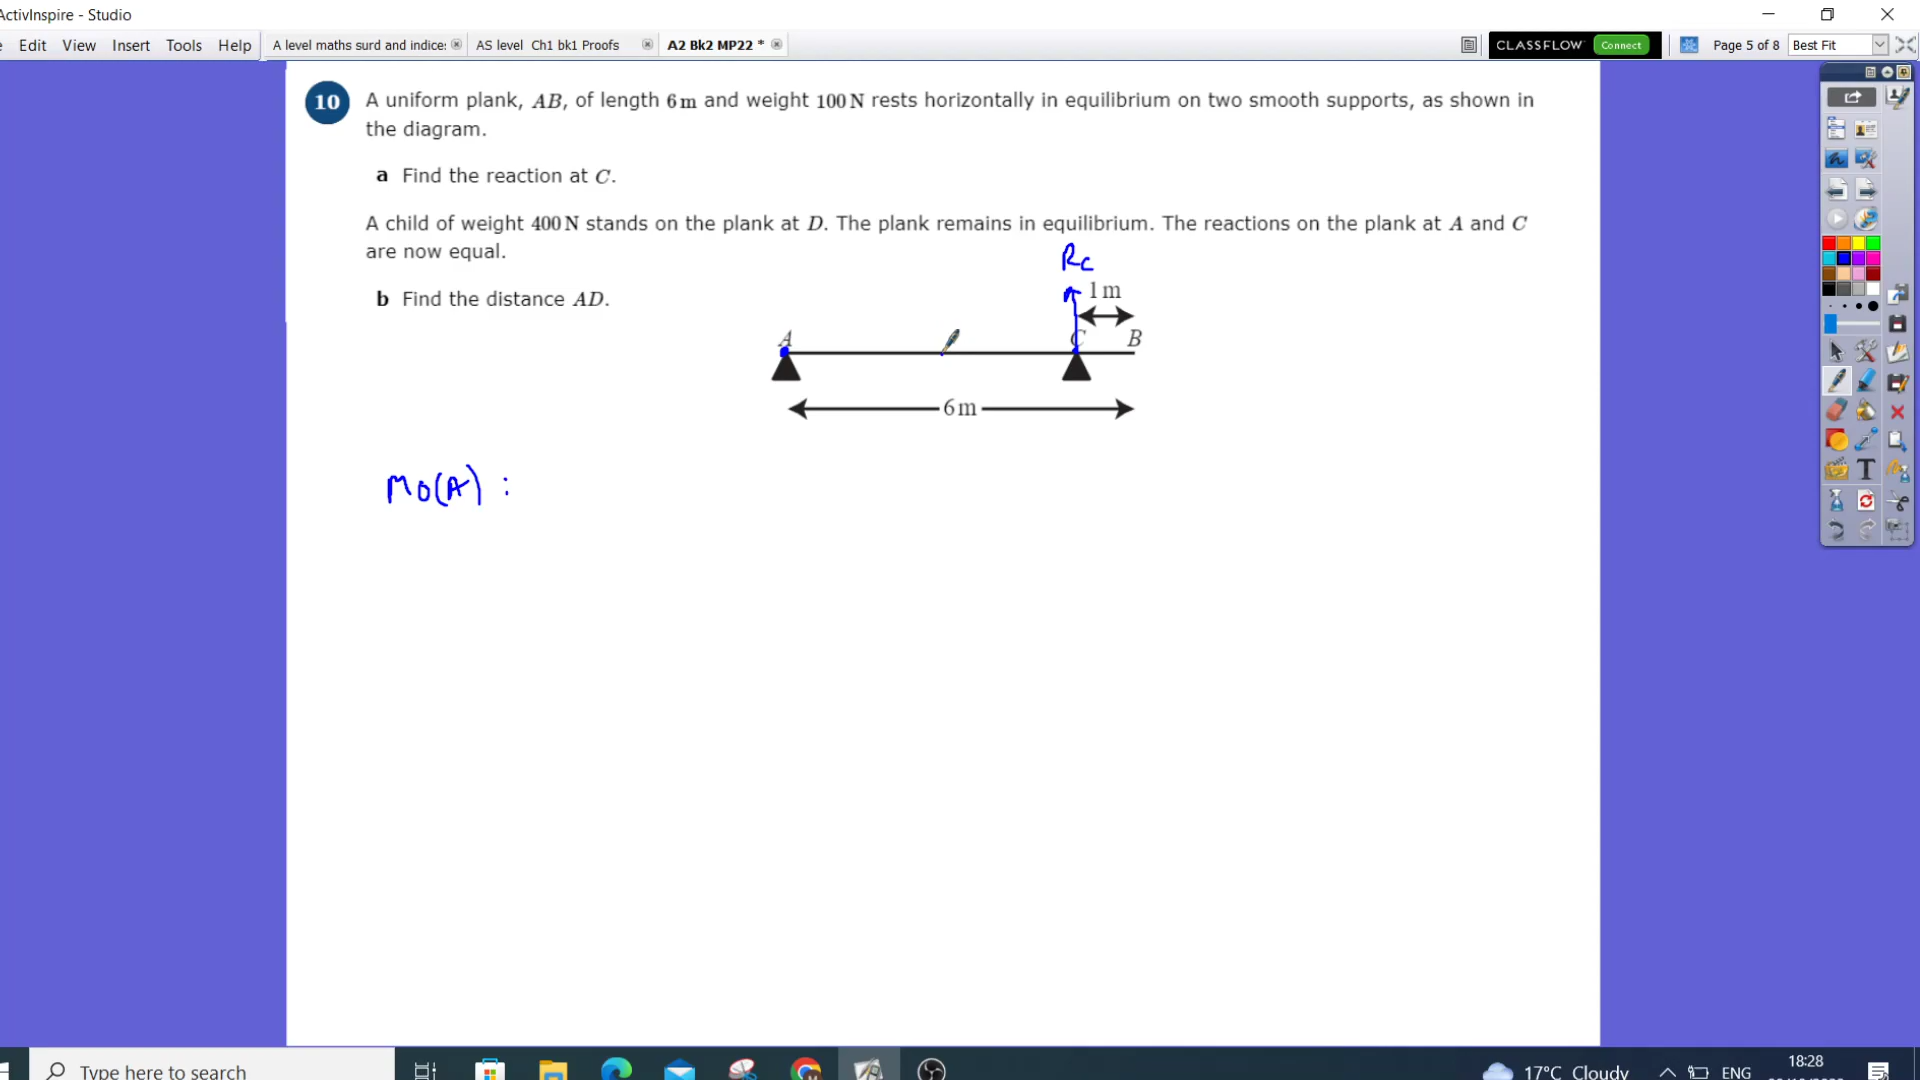 ActivInspire - Studio
Edit View Insert Tools Help
A level maths surd and indice: AS level Ch1 bk1 Proofs A2 Bk2 MP22 *
CLASSFLOW Connect Page 5 of 8 Best Fit
10 A uniform plank, AB, of length 6 m and weight 100 N rests horizontally in equilibrium on two smooth supports, as shown in
the diagram.
a Find the reaction at C.
A child of weight 400 N stands on the plank at D. The plank remains in equilibrium. The reactions on the plank at A and C
are now equal.
Rc
b Find the distance AD.
1 m
A C B
6 m
Mo(A) :
T
Type here to search
17°C Cloudy ENG
18:28